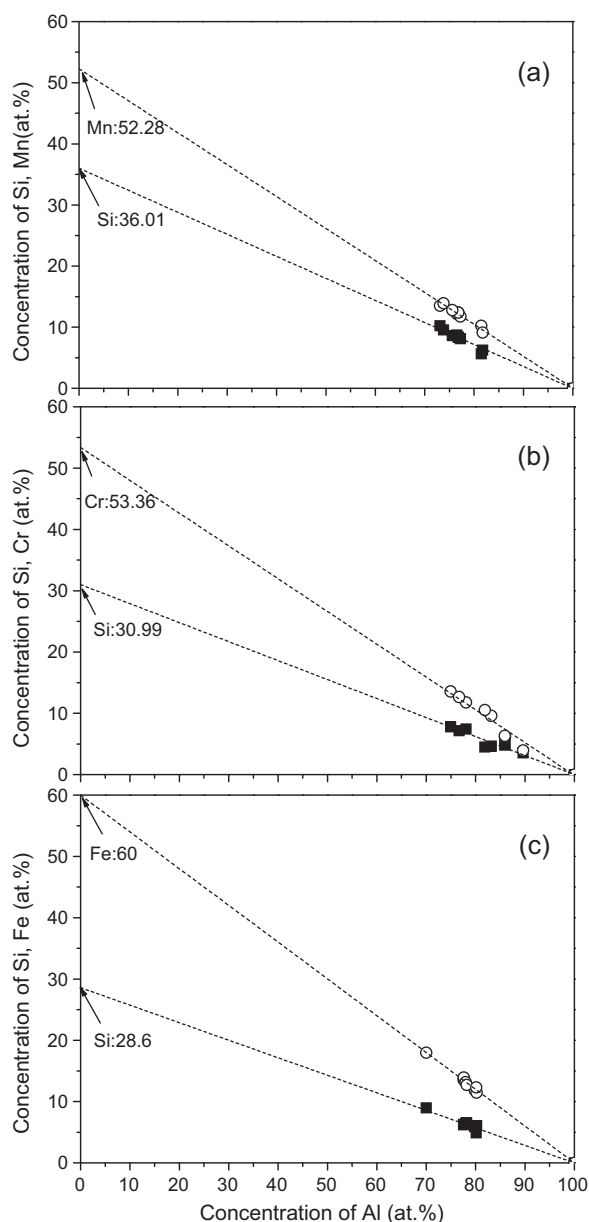 60
(a)
50
Mn:52.28
40
Si:36.01
30
20
10
0
Concentration of Si, Mn(at.%)
60
(b)
50
Cr:53.36
40
30
Si:30.99
20
10
0
Concentration of Si, Cr (at.%)
60
(c)
Fe:60
50
40
30
Si:28.6
20
10
0
Concentration of Si, Fe (at.%)
0 10 20 30 40 50 60 70 80 90 100
Concentration of Al (at.%)